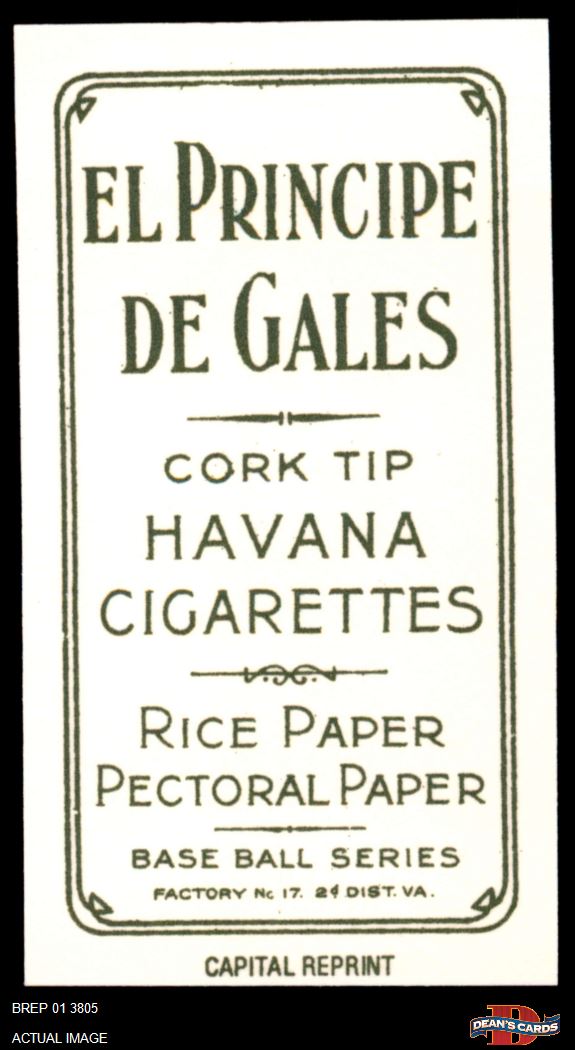 EL PRINCIPE
DE GALES
CORK TIP
HAVANA
CIGARETTES
RICE PAPER
PECTORAL PAPER
BASE BALL SERIES
FACTORY No 17. 2d DIST. VA.
CAPITAL REPRINT
BREP 01 3805
ACTUAL IMAGE
D
DEAN'S CARDS